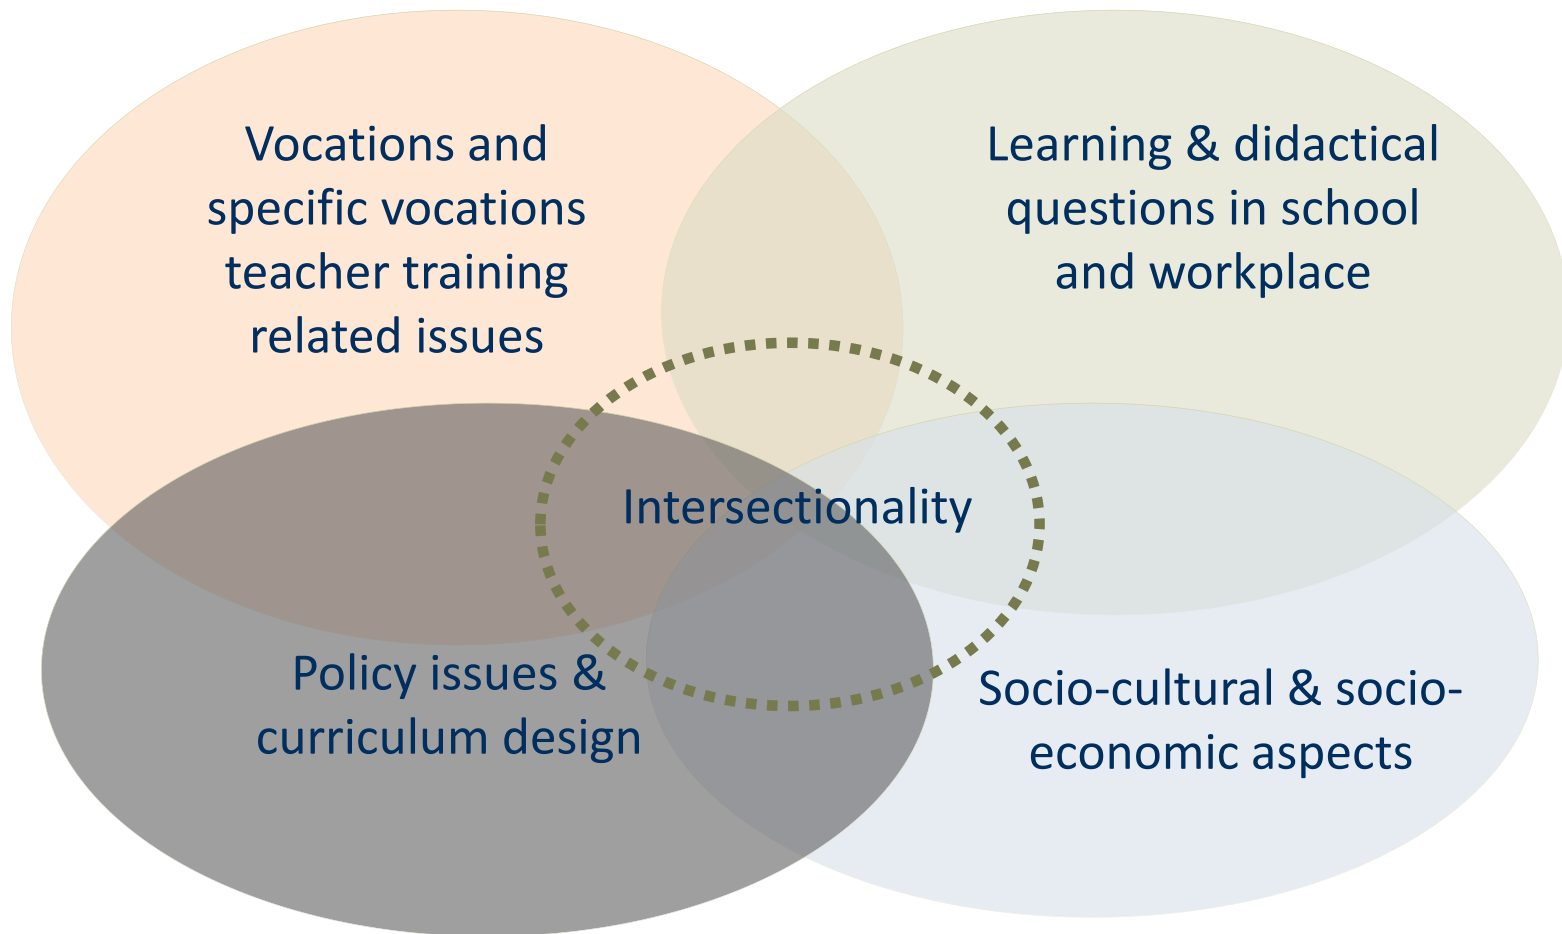 Vocations and
specific vocations
teacher training
related issues
Learning & didactical
questions in school
and workplace
Intersectionality
Policy issues &
curriculum design
Socio-cultural & socio-
economic aspects